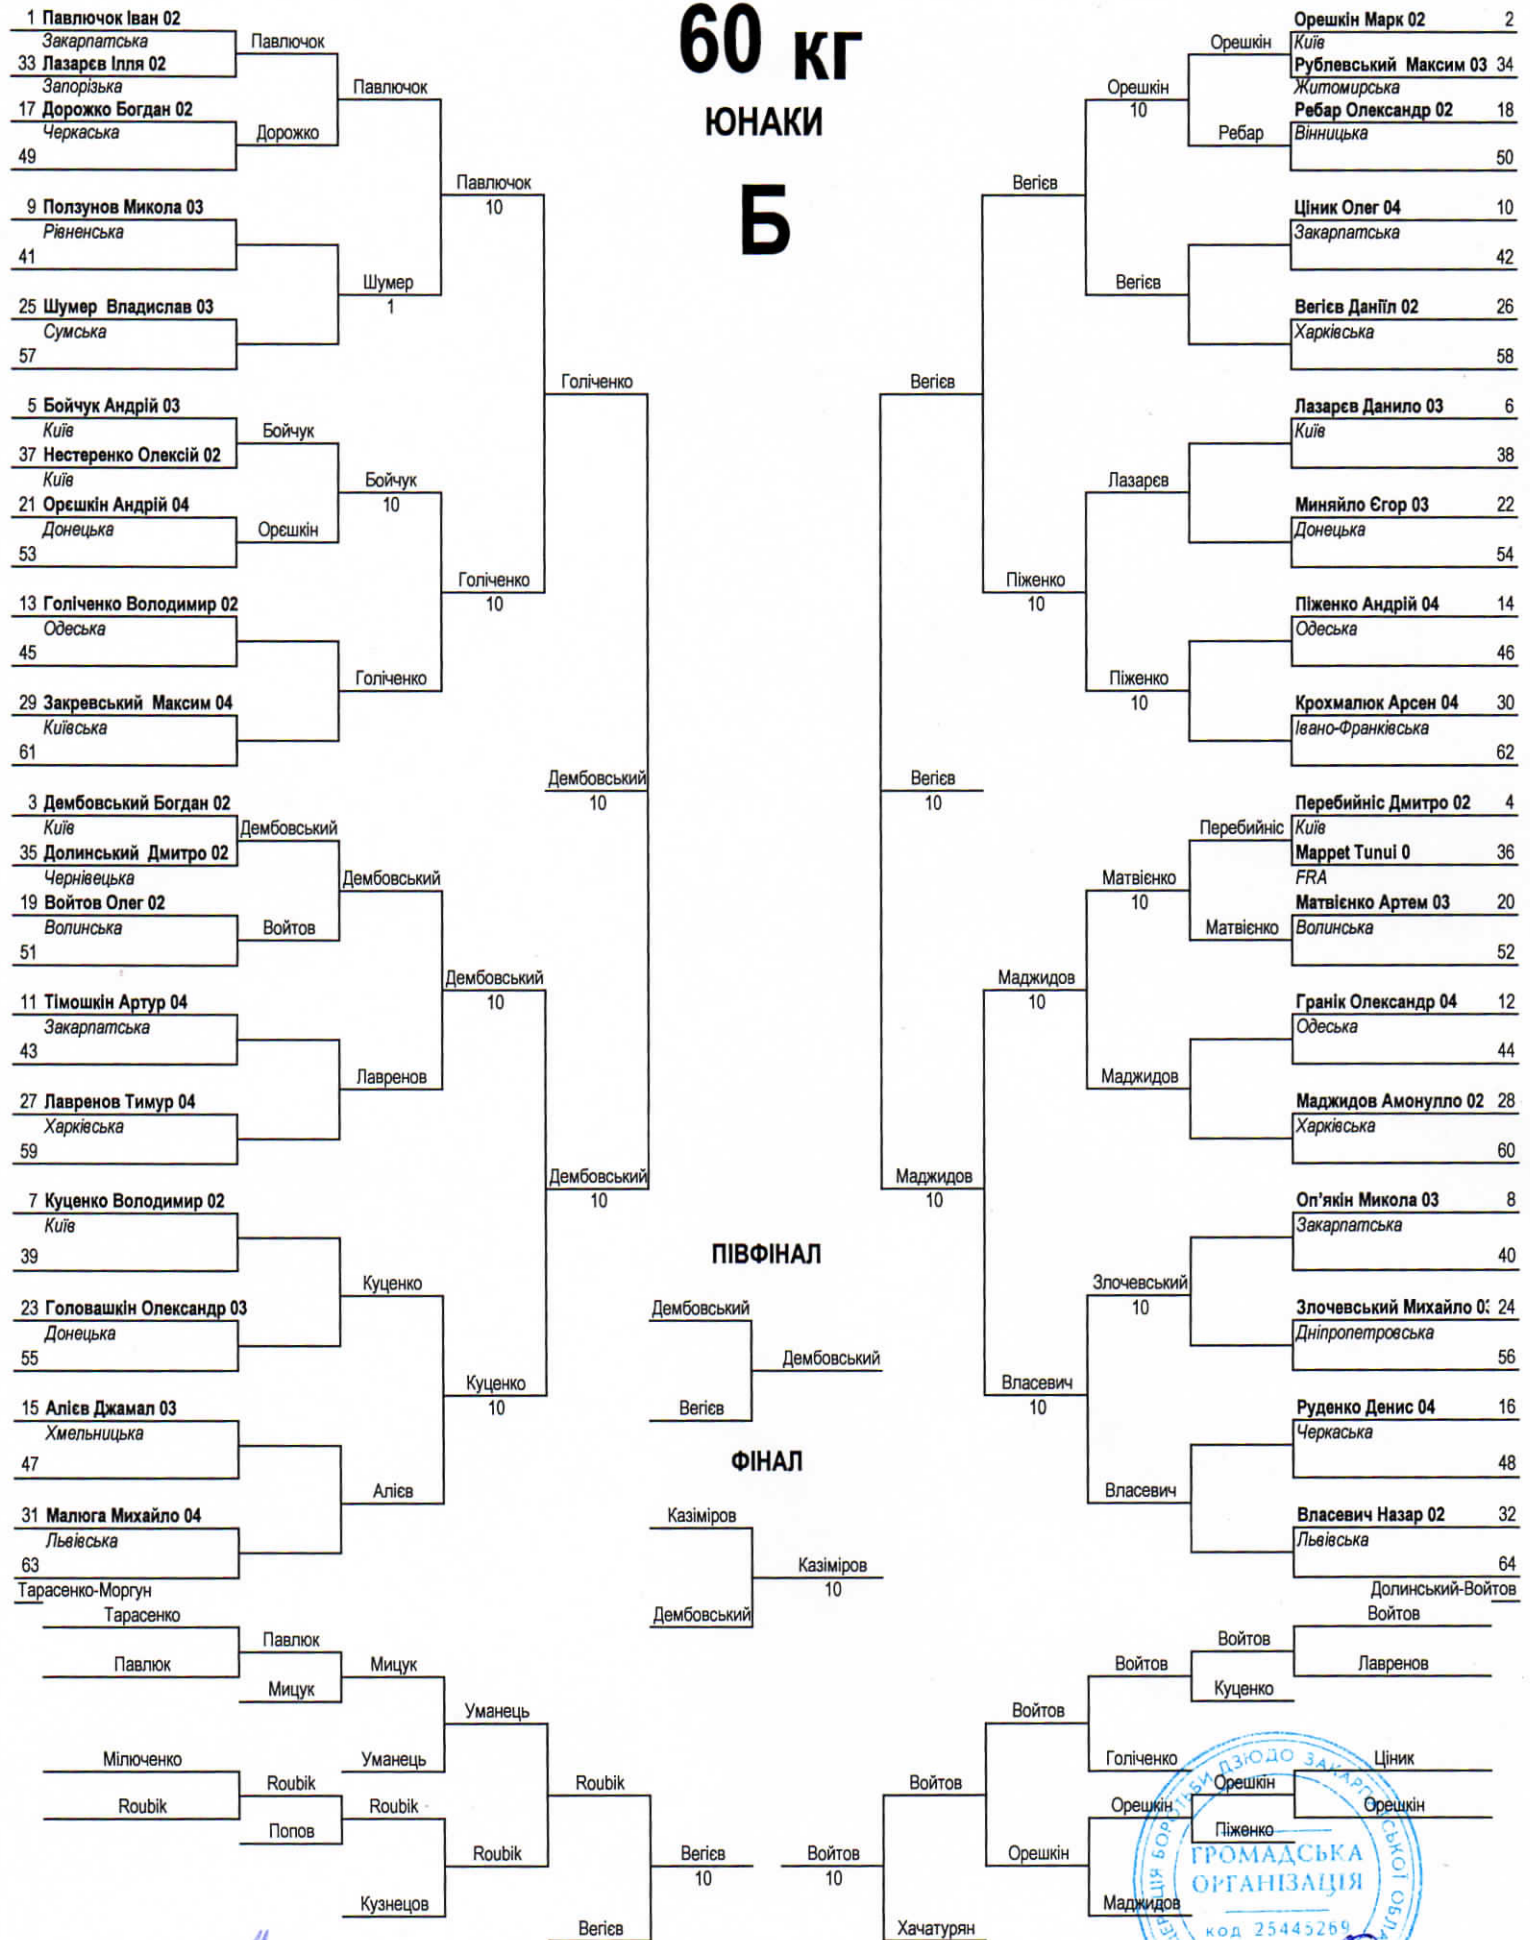 60 кг
ЮНАКИ
Б
1 Павлючок Іван 02
Закарпатська
33 Лазарєв Ілля 02
Запорізька
17 Дорожко Богдан 02
Черкаська
49
9 Ползунов Микола 03
Рівненська
41
25 Шумер Владислав 03
Сумська
57
5 Бойчук Андрій 03
Київ
37 Нестеренко Олексій 02
Київ
21 Орєшкін Андрій 04
Донецька
53
13 Голіченко Володимир 02
Одеська
45
29 Закревський Максим 04
Київська
61
3 Дембовський Богдан 02
Київ
35 Долинський Дмитро 02
Чернівецька
19 Войтов Олег 02
Волинська
51
11 Тімошкін Артур 04
Закарпатська
43
27 Лавренов Тимур 04
Харківська
59
7 Куценко Володимир 02
Київ
39
23 Головашкін Олександр 03
Донецька
55
15 Алієв Джамал 03
Хмельницька
47
31 Малюга Михайло 04
Львівська
63
Павлючок
Дорожко
Бойчук
Орєшкін
Дембовський
Войтов
Павлючок
Шумер
1
Бойчук
10
Голіченко
Дембовський
Лавренов
Куценко
Алієв
Павлючок
10
Голіченко
10
Дембовський
10
Куценко
10
Голіченко
Дембовський
10
Дембовський
10
ПІВФІНАЛ
Дембовський
Дембовський
Вегієв
ФІНАЛ
Казіміров
Казіміров
10
Дембовський
Вегієв
Вегієв
10
Маджидов
10
Вегієв
Піженко
10
Маджидов
10
Власевич
10
Орешкін
10
Вегієв
Лазарєв
Піженко
10
Матвієнко
10
Маджидов
Злочевський
10
Власевич
Орешкін
Ребар
Перебийніс
Матвієнко
Орешкін Марк 02 2
Київ
Рублевський Максим 03 34
Житомирська
Ребар Олександр 02 18
Вінницька
50
Ціник Олег 04 10
Закарпатська
42
Вегієв Данііл 02 26
Харківська
58
Лазарєв Данило 03 6
Київ
38
Миняйло Єгор 03 22
Донецька
54
Піженко Андрій 04 14
Одеська
46
Крохмалюк Арсен 04 30
Івано-Франківська
62
Перебийніс Дмитро 02 4
Київ
Mappet Tunui 0 36
FRA
Матвієнко Артем 03 20
Волинська
52
Гранік Олександр 04 12
Одеська
44
Маджидов Амонулло 02 28
Харківська
60
Оп'якін Микола 03 8
Закарпатська
40
Злочевський Михайло 24
Дніпропетровська
56
Руденко Денис 04 16
Черкаська
48
Власевич Назар 02 32
Львівська
64
Тарасенко-Моргун
Тарасенко
Павлюк
Павлюк
Мицук
Мицук
Уманець
Уманець
Мілюченко
Roubik
Roubik
Попов
Roubik
Roubik
Кузнецов
Roubik
Вегієв
10
Вегієв
Долинський-Войтов
Войтов
Лавренов
Войтов
Куценко
Войтов
Голіченко
Войтов
Ціник
Орешкін
Орешкін
Піженко
Орешкін
Маджидов
Орешкін
Войтов
Войтов
10
Хачатурян
БОРОТЬБИ ДЗЮДО ЗАКАРПАТСЬКОЇ
ГРОМАДСЬКА
ОРГАНІЗАЦІЯ
код 25445269